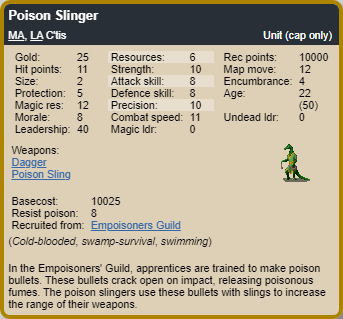 Poison Slinger
MA, LA C'tis Unit (cap only)
Gold: 25 Resources: 6 Rec points: 10000
Hit points: 11 Strength: 10 Map move: 12
Size: 2 Attack skill: 8 Encumbrance: 4
Protection: 5 Defence skill: 8 Age: 22
Magic res: 12 Precision: 10 (50)
Morale: 8 Combat speed: 11 Undead ldr: 0
Leadership: 40 Magic ldr: 0
Weapons:
Dagger
Poison Sling
Basecost: 10025
Resist poison: 8
Recruited from: Empoisoners Guild
(Cold-blooded, swamp-survival, swimming)
In the Empoisoners' Guild, apprentices are trained to make poison
bullets. These bullets crack open on impact, releasing poisonous
fumes. The poison slingers use these bullets with slings to increase
the range of their weapons.